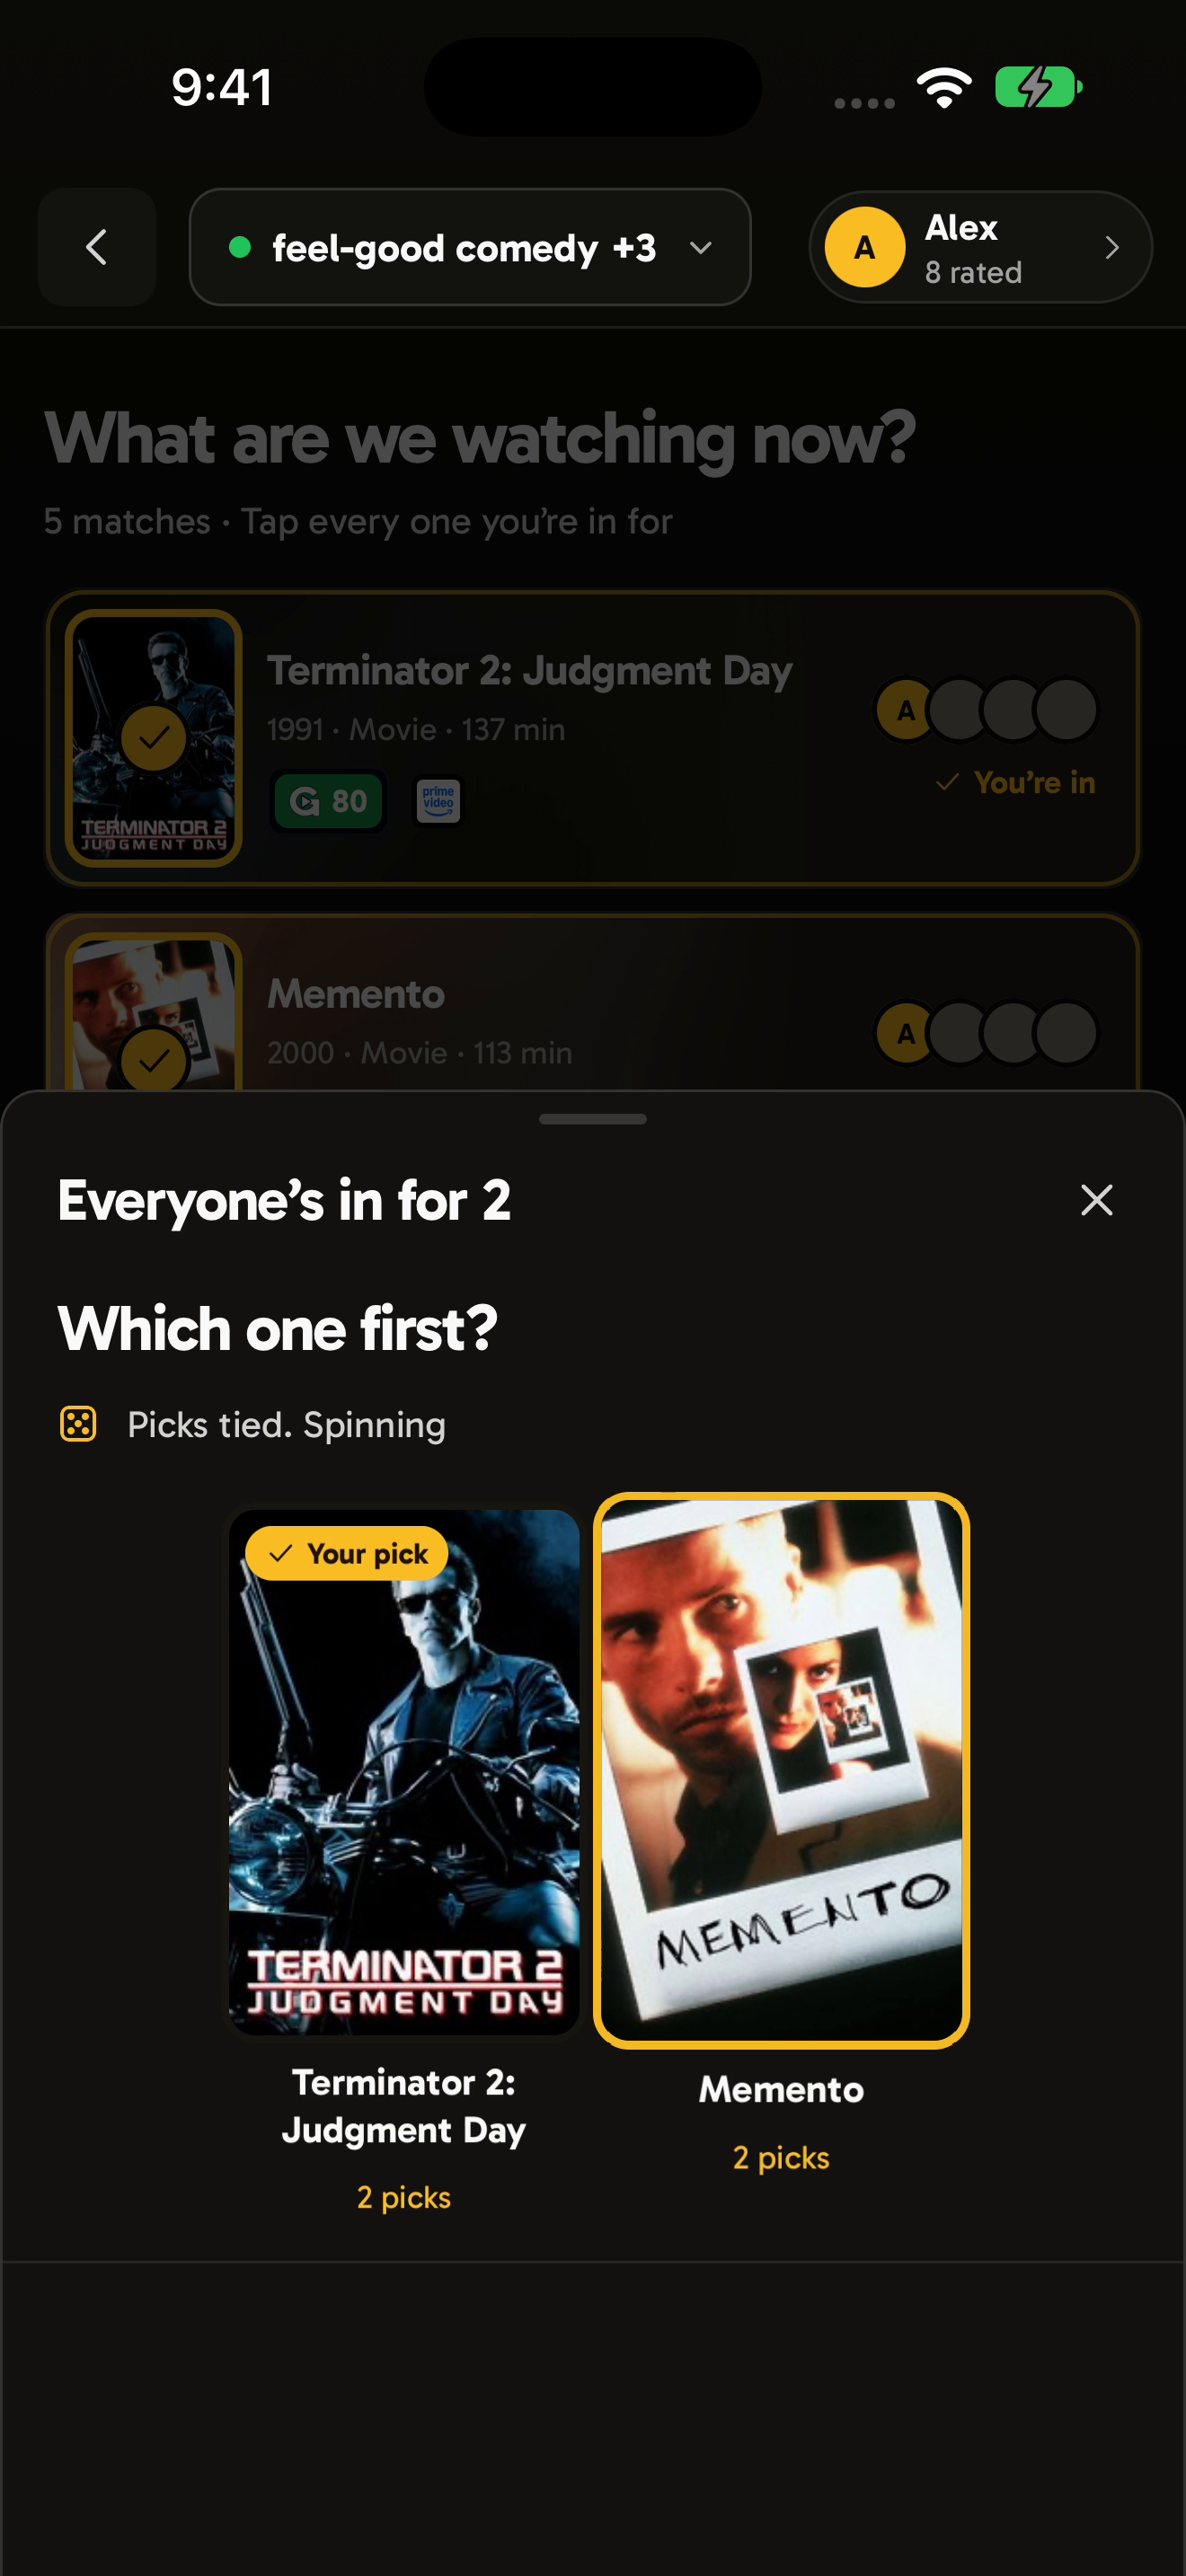 9:41
feel-good comedy +3
A
Alex
8 rated
What are we watching now?
5 matches · Tap every one you’re in for
TERMINATOR 2
JUDGMENT DAY
Terminator 2: Judgment Day
1991 · Movie · 137 min
G 80
prime
video
A
✓ You’re in
Memento
2000 · Movie · 113 min
A
Everyone’s in for 2
Which one first?
Picks tied. Spinning
✓ Your pick
TERMINATOR 2
JUDGMENT DAY
MEMENTO
Terminator 2:
Judgment Day
2 picks
Memento
2 picks